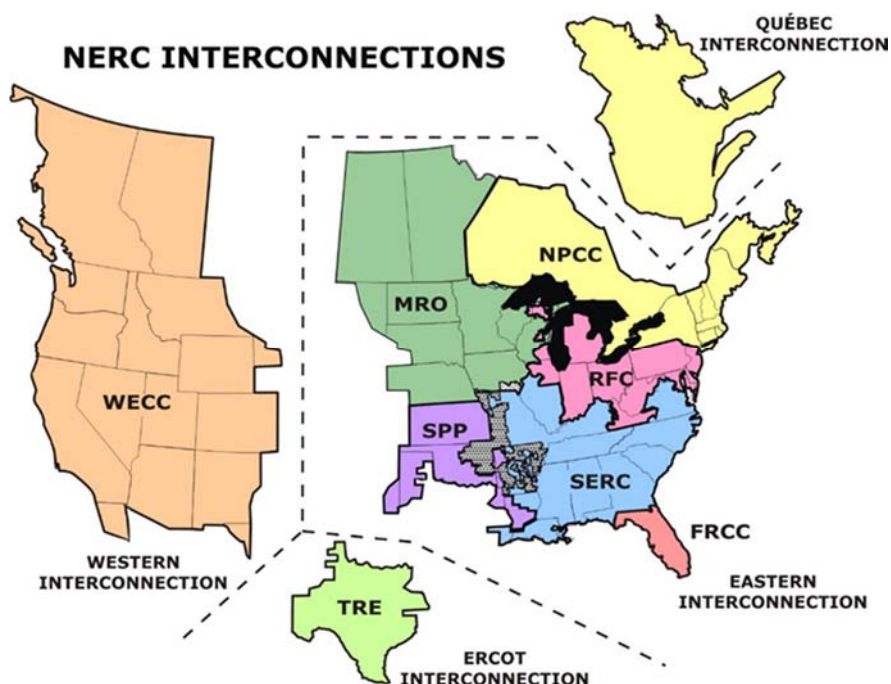 QUÉBEC
INTERCONNECTION
NERC INTERCONNECTIONS
NPCC
MRO
RFC
WECC
SPP
SERC
FRCC
WESTERN
INTERCONNECTION
EASTERN
INTERCONNECTION
TRE
ERCOT
INTERCONNECTION